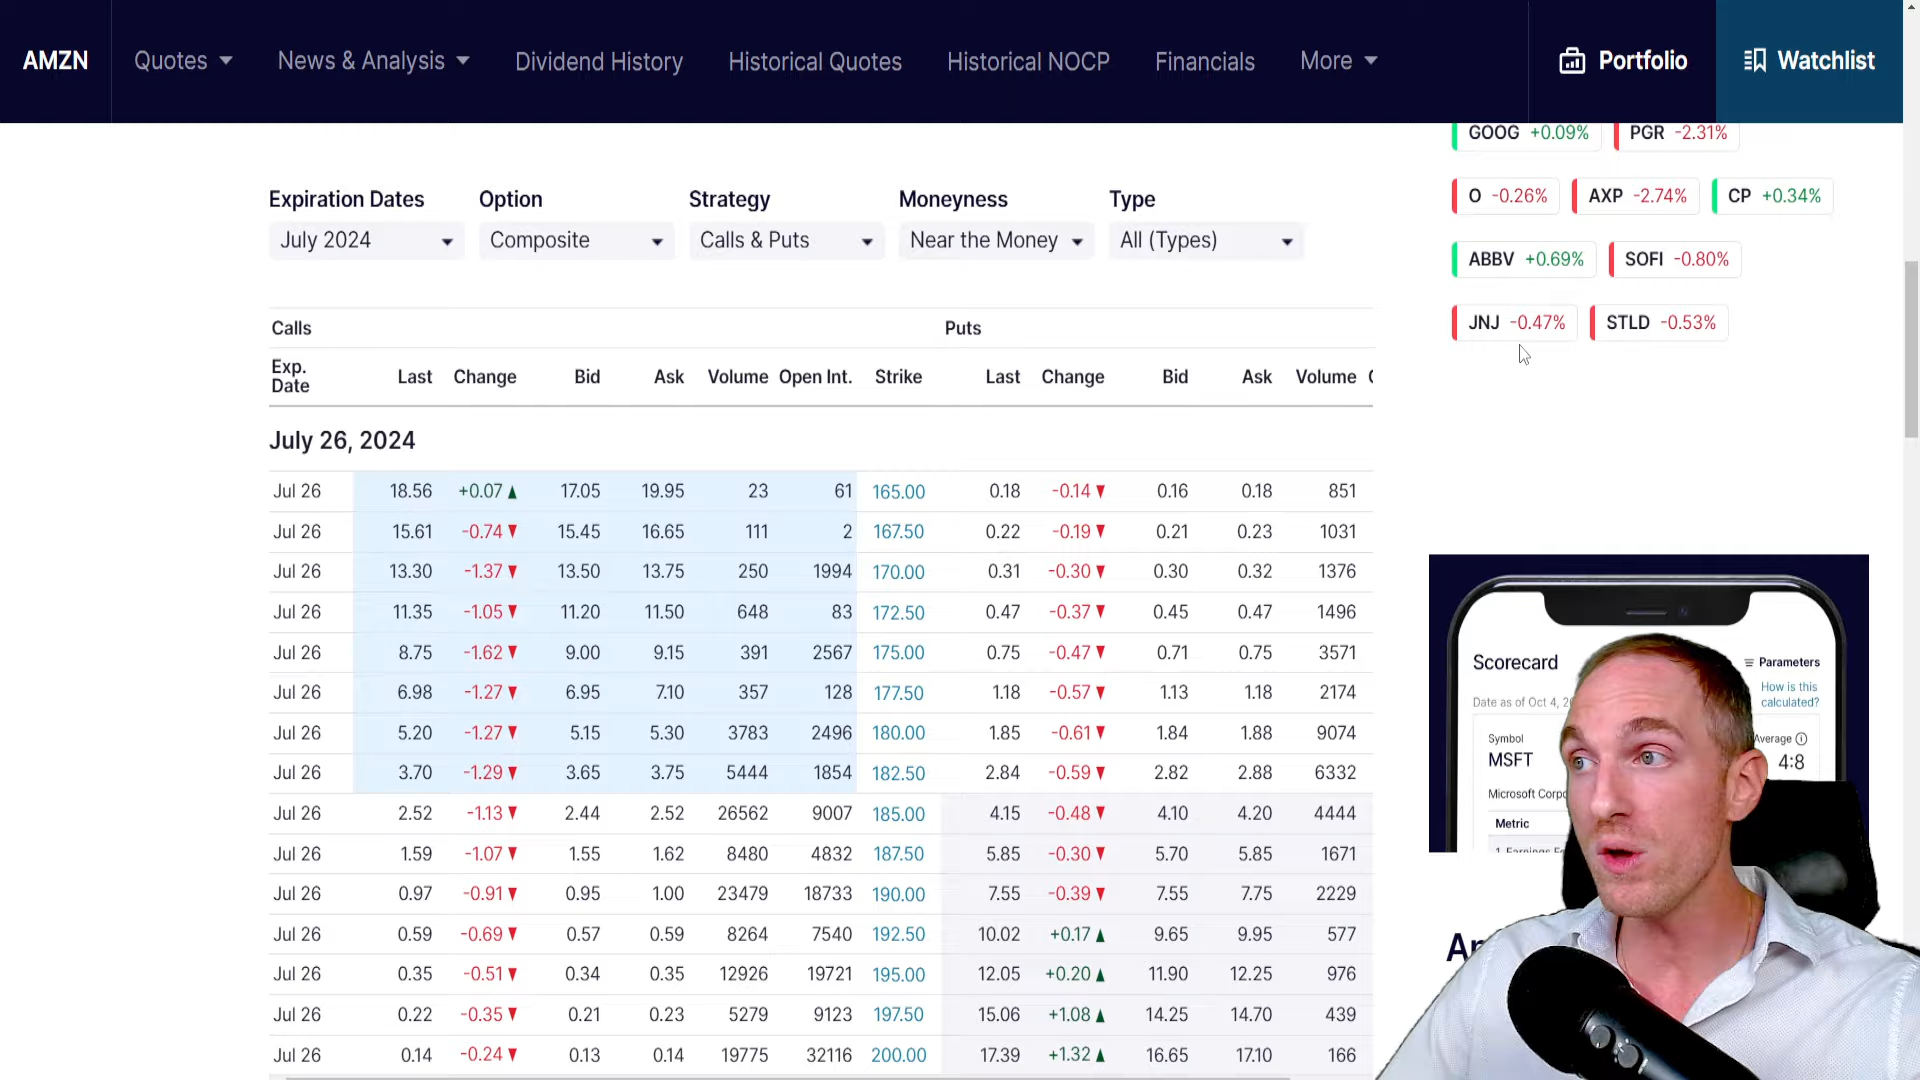 AMZN Quotes News & Analysis Dividend History Historical Quotes Historical NOCP Financials More Portfolio Watchlist
GOOG +0.09% PGR -2.31%
O -0.26% AXP -2.74% CP +0.34%
ABBV +0.69% SOFI -0.80%
JNJ -0.47% STLD -0.53%
Expiration Dates Option Strategy Moneyness Type
July 2024 Composite Calls & Puts Near the Money All (Types)
Calls Puts
Exp. Date Last Change Bid Ask Volume Open Int. Strike Last Change Bid Ask Volume
July 26, 2024
Jul 26 18.56 +0.07 ▲ 17.05 19.95 23 61 165.00 0.18 -0.14 ▼ 0.16 0.18 851
Jul 26 15.61 -0.74 ▼ 15.45 16.65 111 2 167.50 0.22 -0.19 ▼ 0.21 0.23 1031
Jul 26 13.30 -1.37 ▼ 13.50 13.75 250 1994 170.00 0.31 -0.30 ▼ 0.30 0.32 1376
Jul 26 11.35 -1.05 ▼ 11.20 11.50 648 83 172.50 0.47 -0.37 ▼ 0.45 0.47 1496
Jul 26 8.75 -1.62 ▼ 9.00 9.15 391 2567 175.00 0.75 -0.47 ▼ 0.71 0.75 3571
Jul 26 6.98 -1.27 ▼ 6.95 7.10 357 128 177.50 1.18 -0.57 ▼ 1.13 1.18 2174
Jul 26 5.20 -1.27 ▼ 5.15 5.30 3783 2496 180.00 1.85 -0.61 ▼ 1.84 1.88 9074
Jul 26 3.70 -1.29 ▼ 3.65 3.75 5444 1854 182.50 2.84 -0.59 ▼ 2.82 2.88 6332
Jul 26 2.52 -1.13 ▼ 2.44 2.52 26562 9007 185.00 4.15 -0.48 ▼ 4.10 4.20 4444
Jul 26 1.59 -1.07 ▼ 1.55 1.62 8480 4832 187.50 5.85 -0.30 ▼ 5.70 5.85 1671
Jul 26 0.97 -0.91 ▼ 0.95 1.00 23479 18733 190.00 7.55 -0.39 ▼ 7.55 7.75 2229
Jul 26 0.59 -0.69 ▼ 0.57 0.59 8264 7540 192.50 10.02 +0.17 ▲ 9.65 9.95 577
Jul 26 0.35 -0.51 ▼ 0.34 0.35 12926 19721 195.00 12.05 +0.20 ▲ 11.90 12.25 976
Jul 26 0.22 -0.35 ▼ 0.21 0.23 5279 9123 197.50 15.06 +1.08 ▲ 14.25 14.70 439
Jul 26 0.14 -0.24 ▼ 0.13 0.14 19775 32116 200.00 17.39 +1.32 ▲ 16.65 17.10 166
Scorecard Parameters
How is this
Date as of Oct 4, calculated?
Symbol Average
MSFT 4:8
Microsoft
Metric